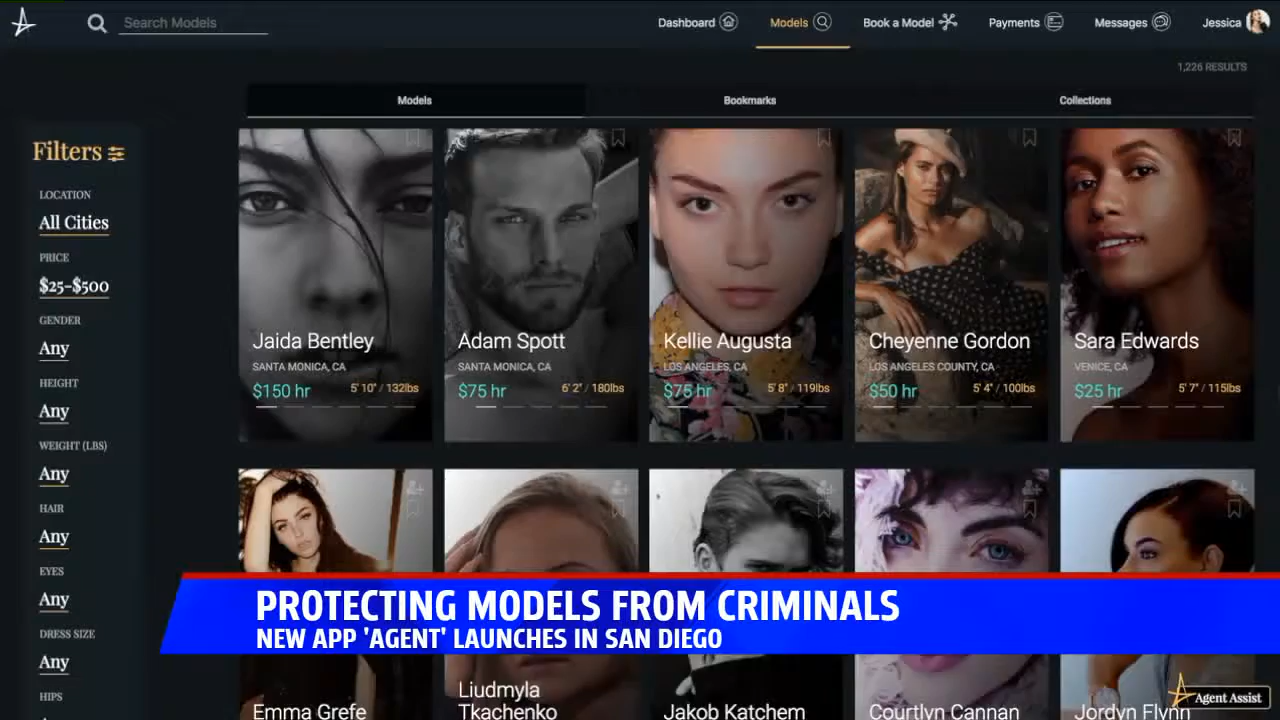 Search Models
Dashboard
Models
Book a Model
Payments
Messages
Jessica
1,226 RESULTS
Models
Bookmarks
Collections
Filters
LOCATION
All Cities
PRICE
$25-$500
GENDER
Any
HEIGHT
Any
WEIGHT (LBS)
Any
HAIR
Any
EYES
Any
DRESS SIZE
Any
HIPS
Jaida Bentley
SANTA MONICA, CA
$150 hr
5' 10" / 132lbs
Adam Spott
SANTA MONICA, CA
$75 hr
6' 2" / 180lbs
Kellie Augusta
LOS ANGELES, CA
$75 hr
5' 8" / 119lbs
Cheyenne Gordon
LOS ANGELES COUNTY, CA
$50 hr
5' 4" / 100lbs
Sara Edwards
VENICE, CA
$25 hr
5' 7" / 115lbs
PROTECTING MODELS FROM CRIMINALS
NEW APP 'AGENT' LAUNCHES IN SAN DIEGO
Emma Grefe
Liudmyla
Tkachenko
Jakob Katchem
Courtlyn Cannan
Jordyn Flynn
Agent Assist